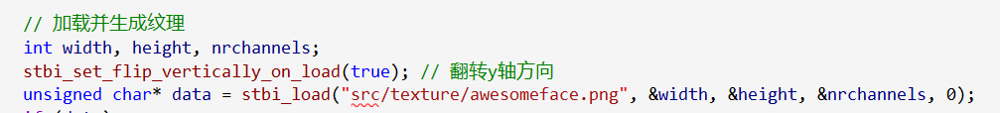 // 加载并生成纹理
int width, height, nrchannels;
stbi_set_flip_vertically_on_load(true); // 翻转y轴方向
unsigned char* data = stbi_load("src/texture/awesomeface.png", &width, &height, &nrchannels, 0);